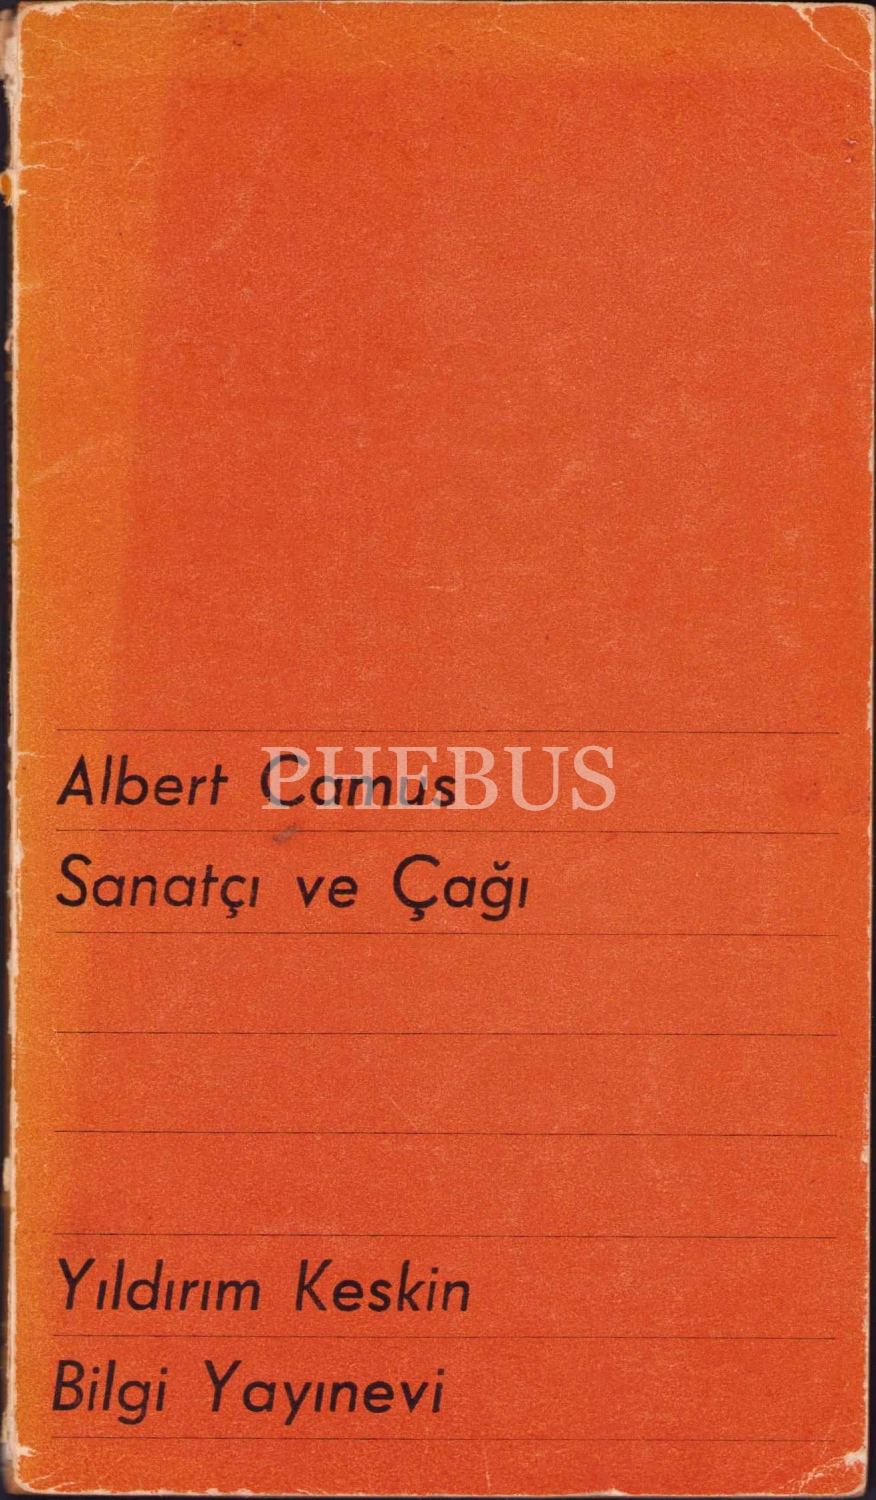 Albert Camus
PHEBUS
Sanatçı ve Çağı
Yıldırım Keskin
Bilgi Yayınevi